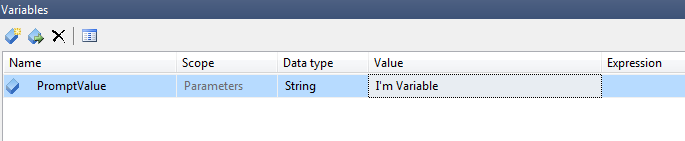 Variables
Name Scope Data type Value Expression
PromptValue Parameters String I'm Variable